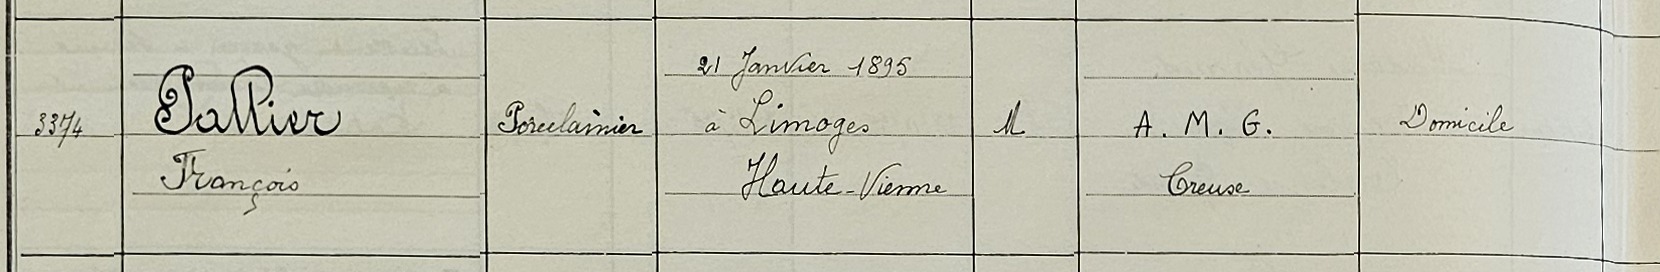 21 Janvier 1895
3374 Pallier Porcelainier à Limoges M A. M. G. Domicile
François Haute-Vienne Creuse